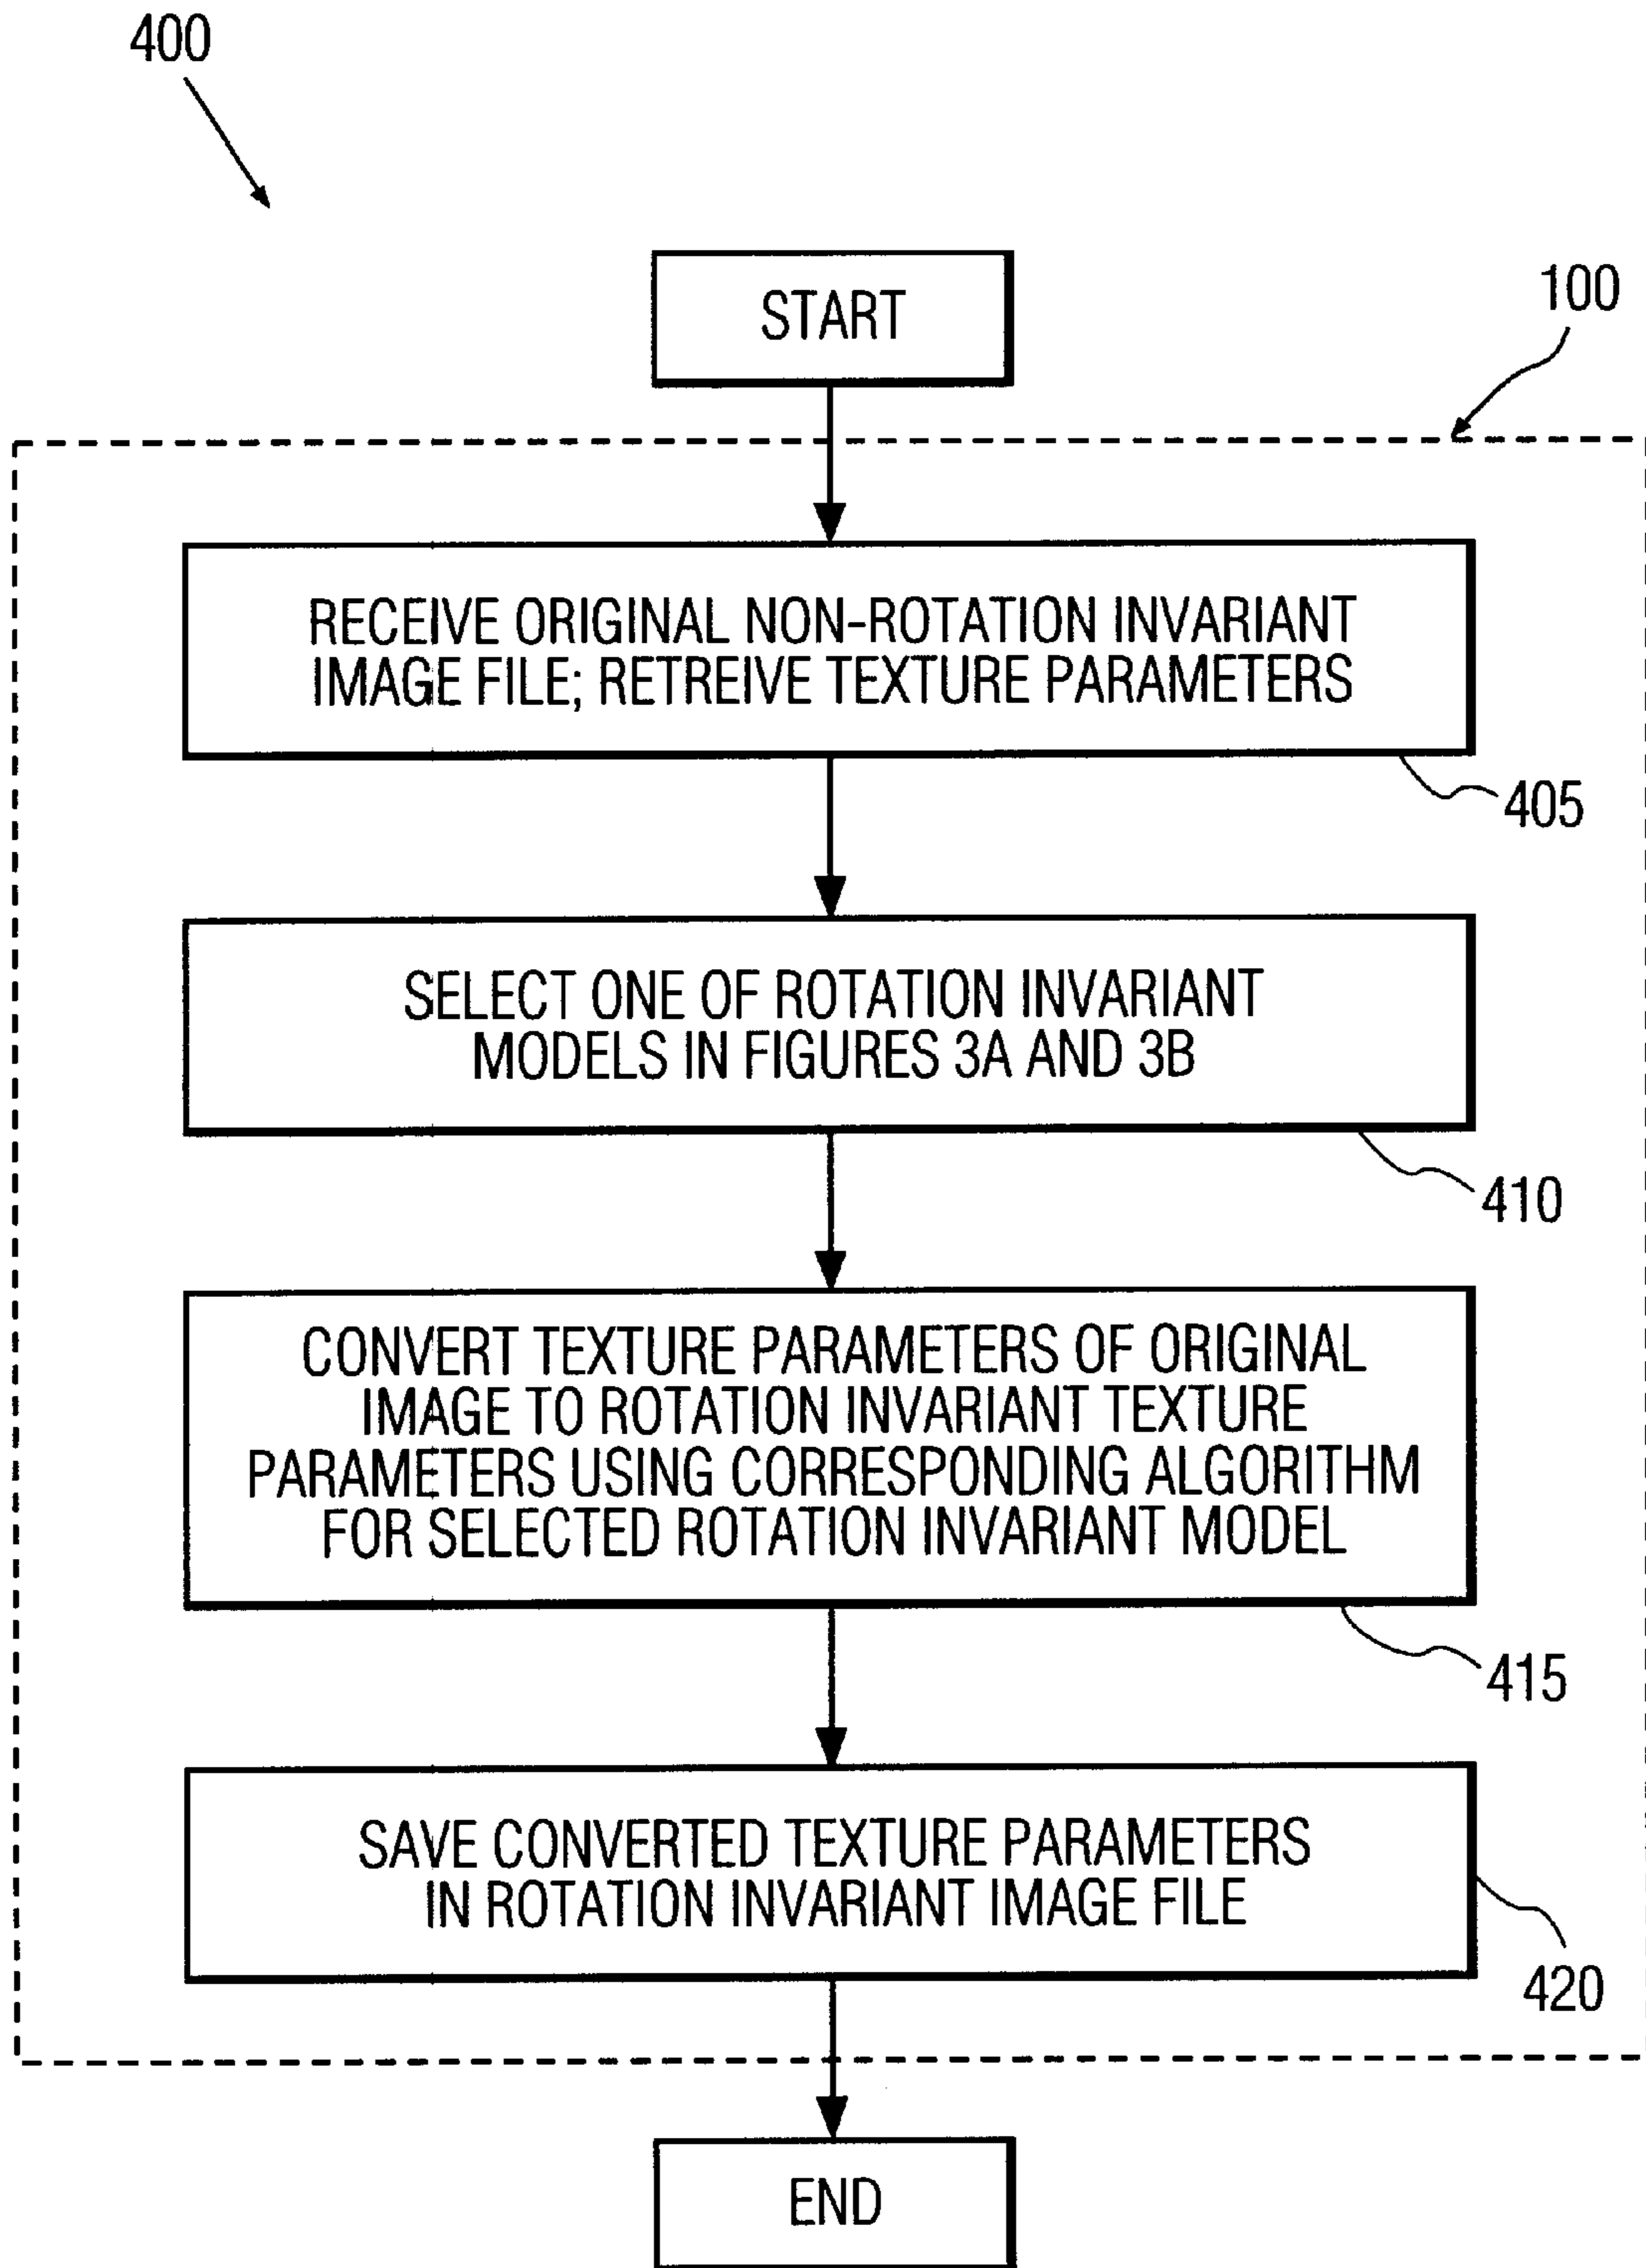 400
START
100
RECEIVE ORIGINAL NON-ROTATION INVARIANT
IMAGE FILE; RETREIVE TEXTURE PARAMETERS
405
SELECT ONE OF ROTATION INVARIANT
MODELS IN FIGURES 3A AND 3B
410
CONVERT TEXTURE PARAMETERS OF ORIGINAL
IMAGE TO ROTATION INVARIANT TEXTURE
PARAMETERS USING CORRESPONDING ALGORITHM
FOR SELECTED ROTATION INVARIANT MODEL
415
SAVE CONVERTED TEXTURE PARAMETERS
IN ROTATION INVARIANT IMAGE FILE
420
END